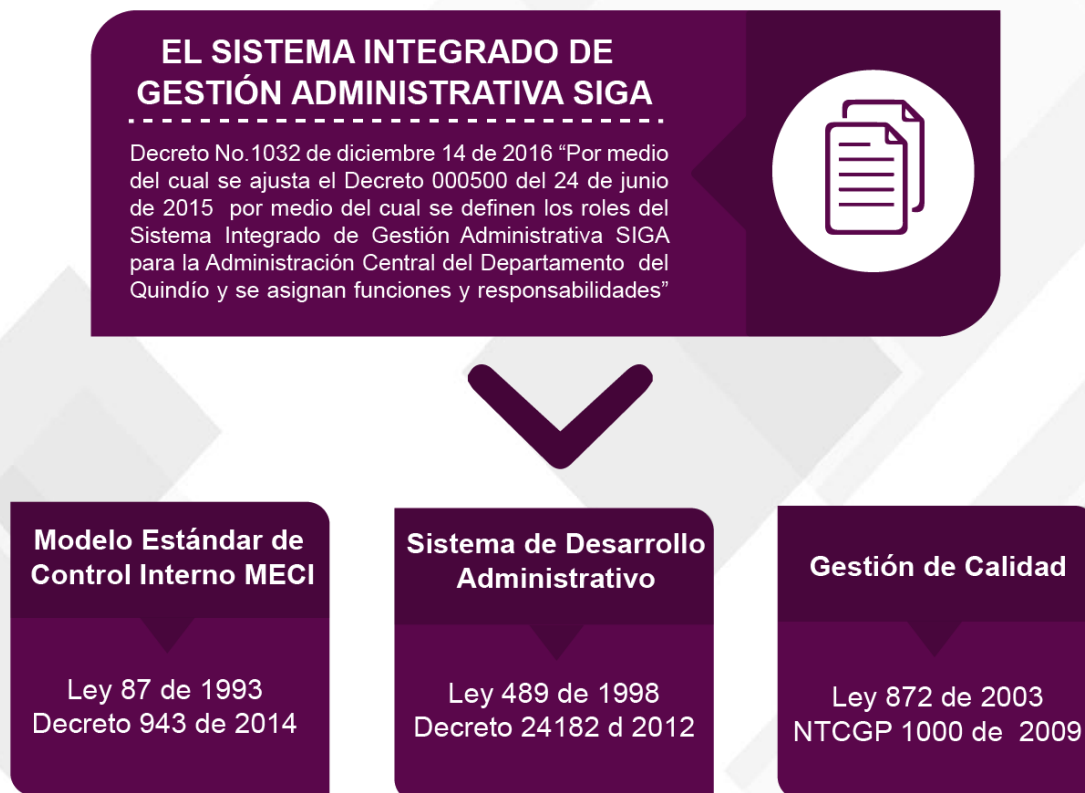 EL SISTEMA INTEGRADO DE
GESTIÓN ADMINISTRATIVA SIGA
Decreto No.1032 de diciembre 14 de 2016 “Por medio
del cual se ajusta el Decreto 000500 del 24 de junio
de 2015 por medio del cual se definen los roles del
Sistema Integrado de Gestión Administrativa SIGA
para la Administración Central del Departamento del
Quindío y se asignan funciones y responsabilidades”
Modelo Estándar de
Control Interno MECI
Ley 87 de 1993
Decreto 943 de 2014
Sistema de Desarrollo
Administrativo
Ley 489 de 1998
Decreto 24182 d 2012
Gestión de Calidad
Ley 872 de 2003
NTCGP 1000 de 2009